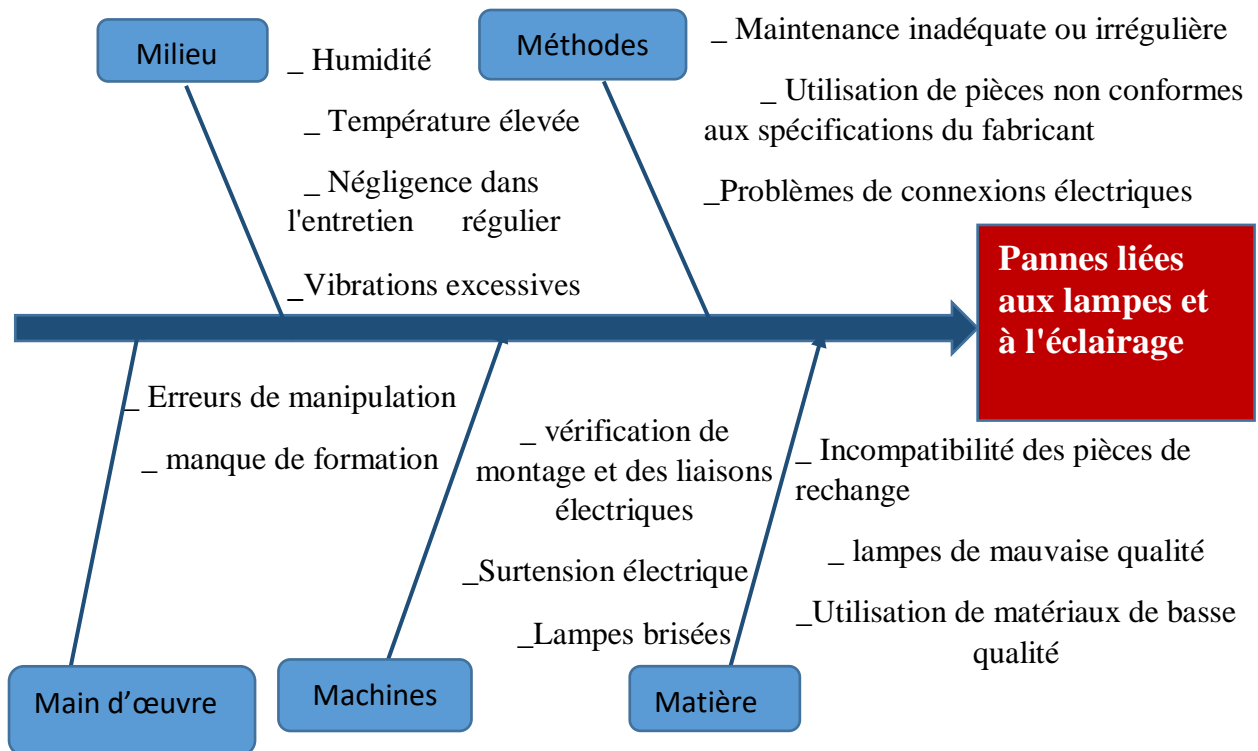 Milieu
_ Humidité
_ Température élevée
_ Négligence dans
l'entretien régulier
_Vibrations excessives
Méthodes
_ Maintenance inadéquate ou irrégulière
_ Utilisation de pièces non conformes
aux spécifications du fabricant
_Problèmes de connexions électriques
Pannes liées
aux lampes et
à l'éclairage
_ Erreurs de manipulation
_ manque de formation
Main d’œuvre
_ vérification de
montage et des liaisons
électriques
_Surtension électrique
_Lampes brisées
Machines
_ Incompatibilité des pièces de
rechange
_ lampes de mauvaise qualité
_Utilisation de matériaux de basse
qualité
Matière